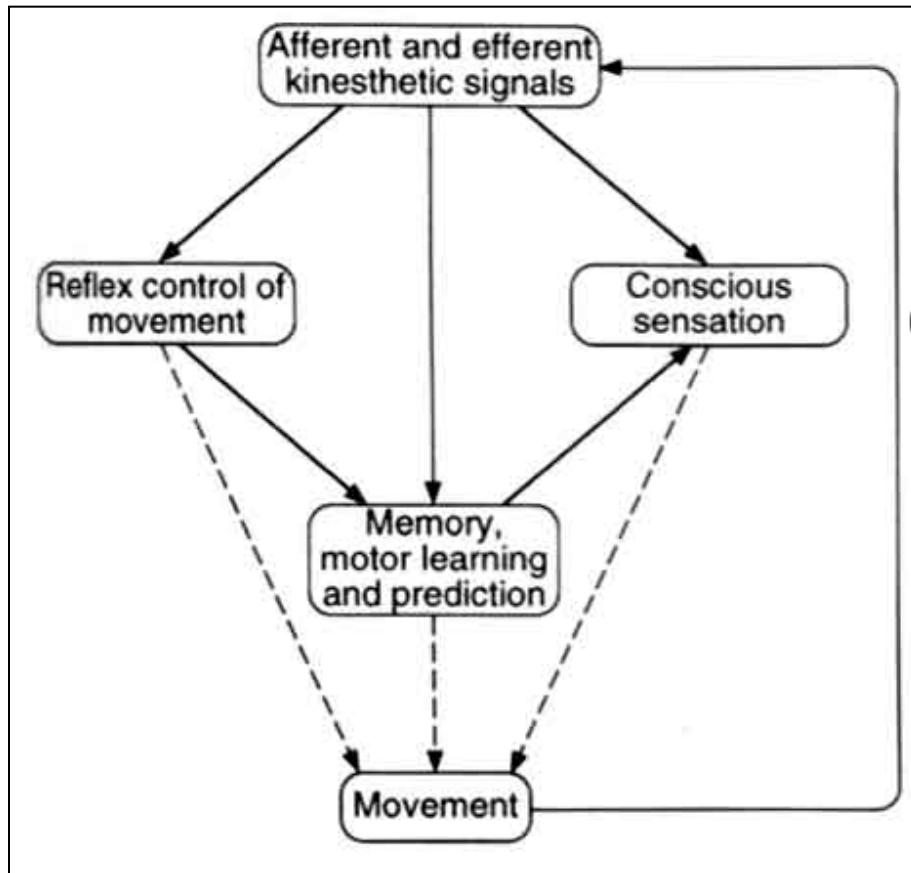 Afferent and efferent
kinesthetic signals
Reflex control of
movement
Conscious
sensation
Memory,
motor learning
and prediction
Movement